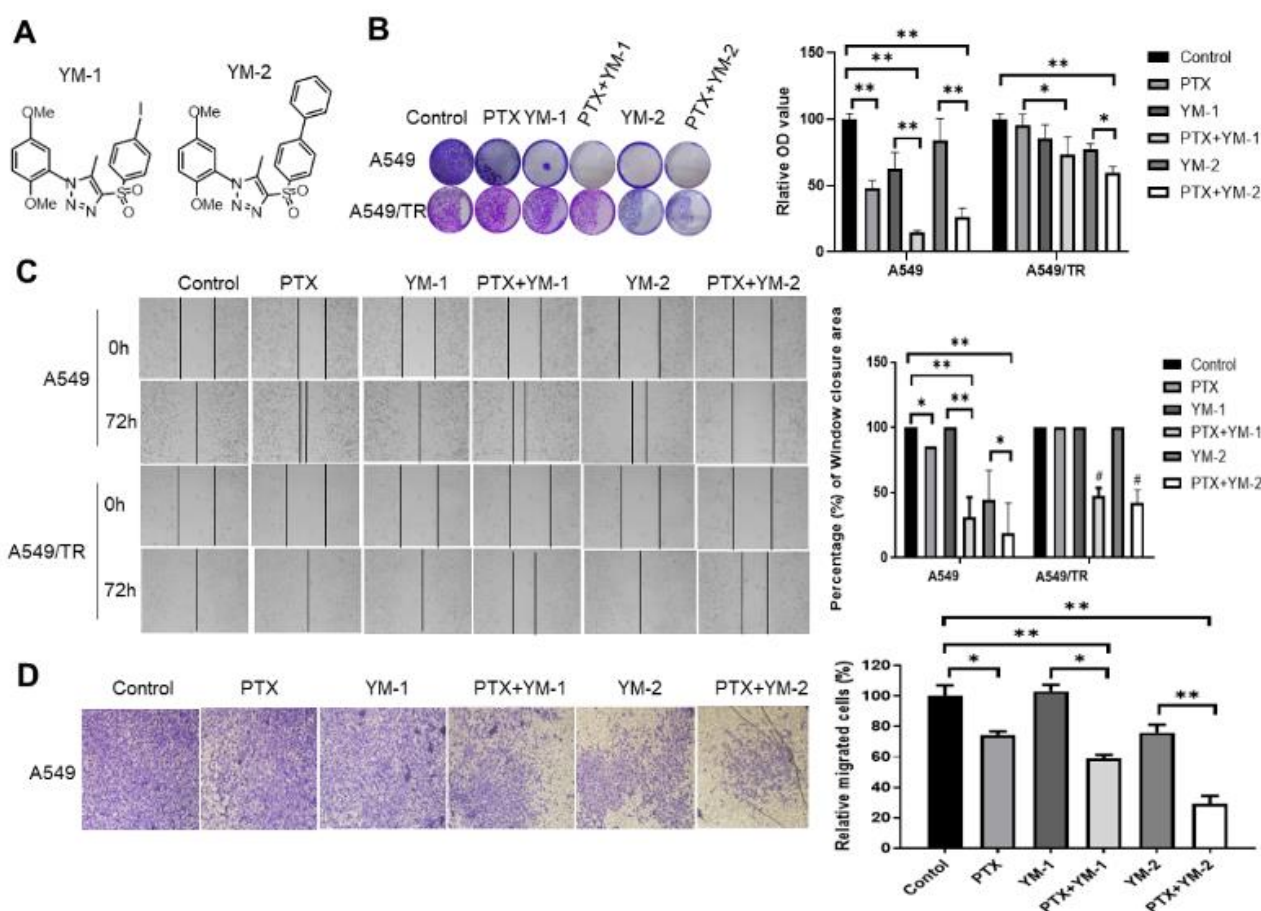 A
YM-1
YM-2
I
OMe
OMe
N
N=N
S
O
O
OMe
OMe
N
N=N
S
O
O
B
Control PTX YM-1 PTX+YM-1 YM-2 PTX+YM-2
A549
A549/TR
Rlative OD value
150
100
50
0
** ** ** ** ** **
** * *
A549 A549/TR
Control
PTX
YM-1
PTX+YM-1
YM-2
PTX+YM-2
C
Control PTX YM-1 PTX+YM-1 YM-2 PTX+YM-2
A549
0h
72h
A549/TR
0h
72h
Percentage (%) of Window closure area
150
100
50
0
**
**
* **
*
# #
A549 A549/TR
Control
PTX
YM-1
PTX+YM-1
YM-2
PTX+YM-2
D
Control PTX YM-1 PTX+YM-1 YM-2 PTX+YM-2
A549
Relative migrated cells (%)
120
100
80
60
40
20
0
**
**
* * **
Contol PTX YM-1 PTX+YM-1 YM-2 PTX+YM-2